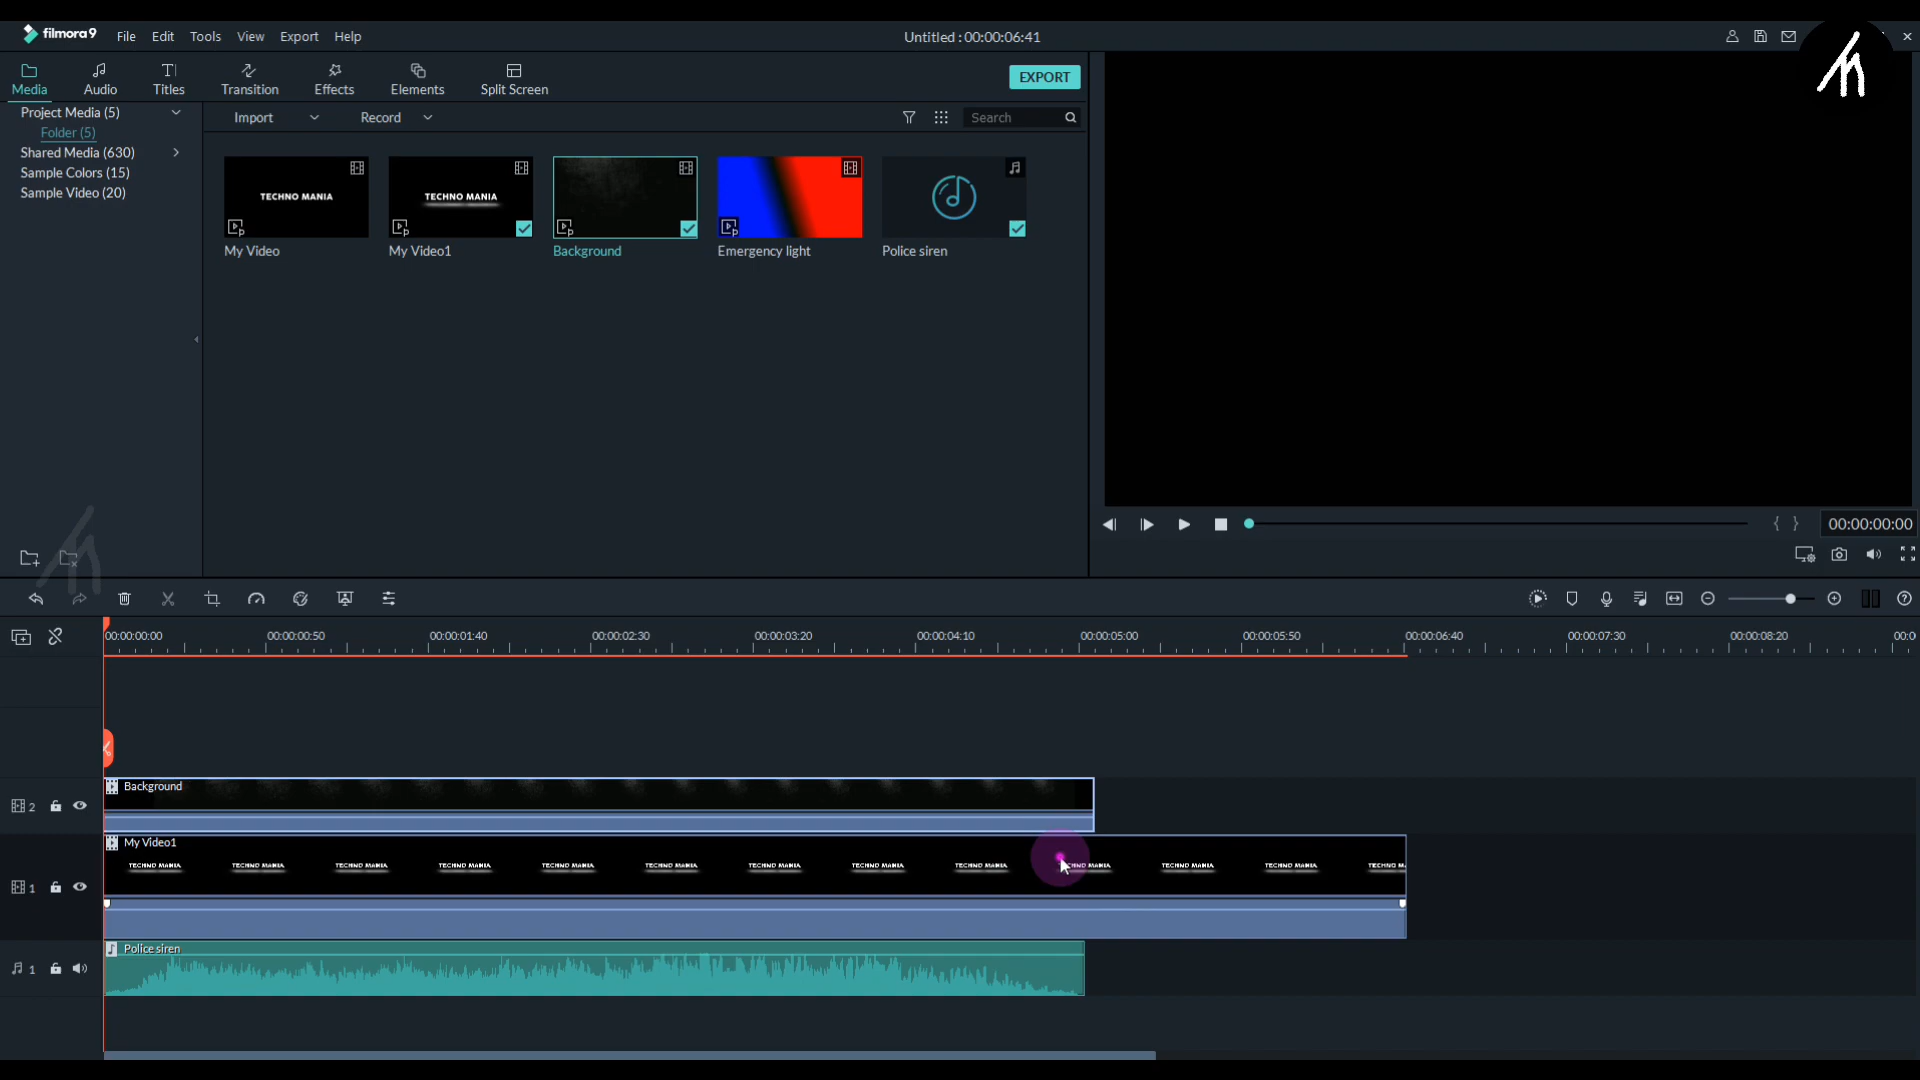 filmora9 File Edit Tools View Export Help Untitled : 00:00:06:41
Media Audio Titles Transition Effects Elements Split Screen EXPORT
Project Media (5)
Folder (5)
Shared Media (630)
Sample Colors (15)
Sample Video (20)
Import Record Search
TECHNO MANIA TECHNO MANIA
My Video My Video1 Background Emergency light Police siren
00:00:00:00
00:00:00:00 00:00:00:50 00:00:01:40 00:00:02:30 00:00:03:20 00:00:04:10 00:00:05:00 00:00:05:50 00:00:06:40 00:00:07:30 00:00:08:20 00:0
Background
2
My Video1
TECHNO MANIA TECHNO MANIA TECHNO MANIA TECHNO MANIA TECHNO MANIA TECHNO MANIA TECHNO MANIA TECHNO MANIA TECHNO MANIA TECHNO MANIA TECHNO MANIA TECHNO MANIA TECHNO M
1
Police siren
1